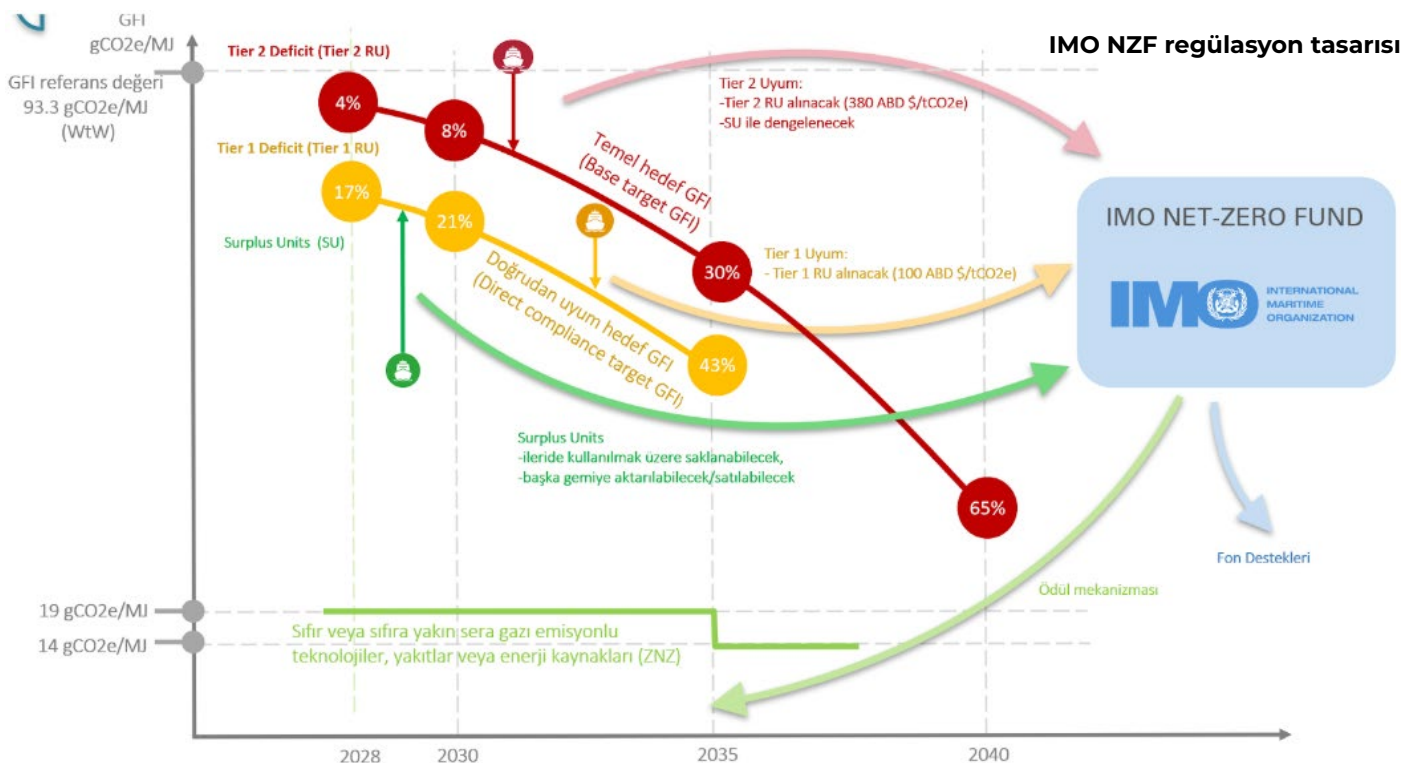 IMO NZF regülasyon tasarısı
GFI
gCO2e/MJ
GFI referans değeri
93.3 gCO2e/MJ
(WtW)
Tier 2 Deficit (Tier 2 RU)
4%
8%
Tier 1 Deficit (Tier 1 RU)
17%
21%
Surplus Units (SU)
Tier 2 Uyum:
-Tier 2 RU alınacak (380 ABD $/tCO2e)
-SU ile dengelenecek
Temel hedef GFI
(Base target GFI)
30%
Tier 1 Uyum:
- Tier 1 RU alınacak (100 ABD $/tCO2e)
Doğrudan uyum hedef GFI
(Direct compliance target GFI)
43%
IMO NET-ZERO FUND
IMO
INTERNATIONAL
MARITIME
ORGANIZATION
Surplus Units
-ileride kullanılmak üzere saklanabilecek,
-başka gemiye aktarılabilecek/satılabilecek
65%
Fon Destekleri
Ödül mekanizması
19 gCO2e/MJ
14 gCO2e/MJ
Sıfır veya sıfıra yakın sera gazı emisyonlu
teknolojiler, yakıtlar veya enerji kaynakları (ZNZ)
2028
2030
2035
2040